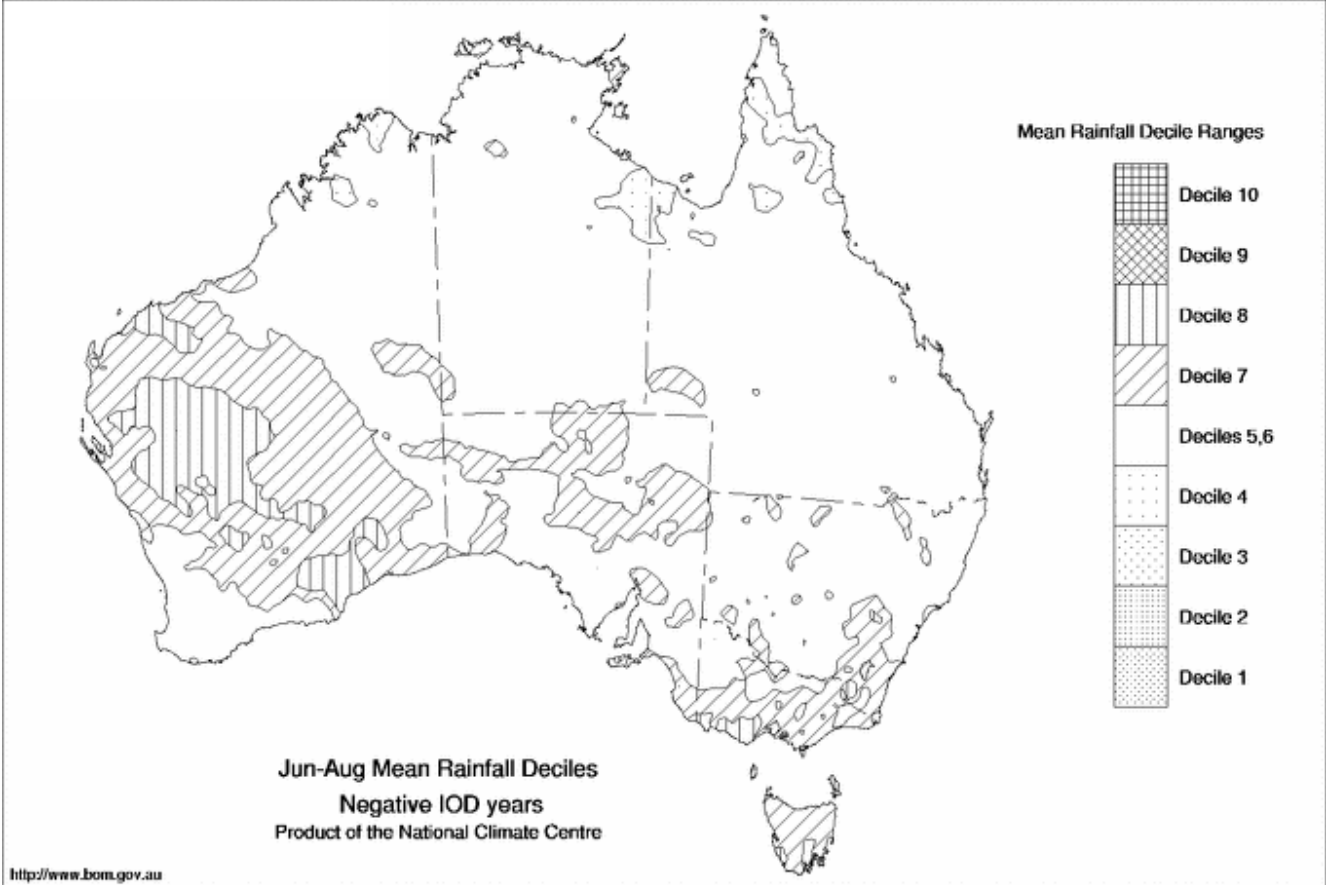 Mean Rainfall Decile Ranges
Decile 10
Decile 9
Decile 8
Decile 7
Deciles 5,6
Decile 4
Decile 3
Decile 2
Decile 1
Jun-Aug Mean Rainfall Deciles
Negative IOD years
Product of the National Climate Centre
http://www.bom.gov.au